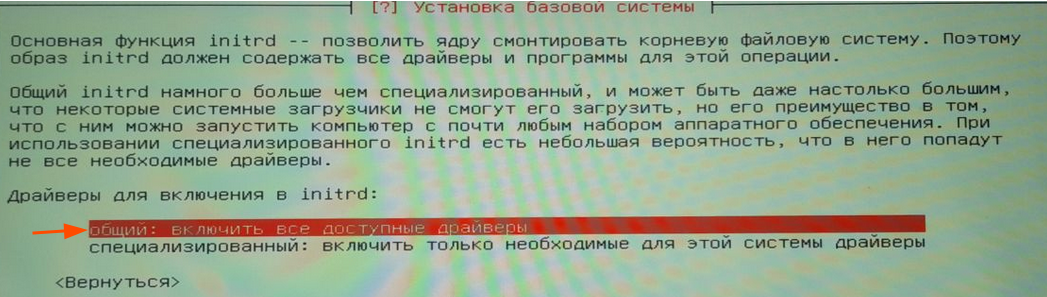 [?] Установка базовой системы
Основная функция initrd -- позволить ядру смонтировать корневую файловую систему. Поэтому
образ initrd должен содержать все драйверы и программы для этой операции.
Общий initrd намного больше чем специализированный, и может быть даже настолько большим,
что некоторые системные загрузчики не смогут его загрузить, но его преимущество в том,
что с ним можно запустить компьютер с почти любым набором аппаратного обеспечения. При
использовании специализированного initrd есть небольшая вероятность, что в него попадут
не все необходимые драйверы.
Драйверы для включения в initrd:
общий: включить все доступные драйверы
специализированный: включить только необходимые для этой системы драйверы
<Вернуться>